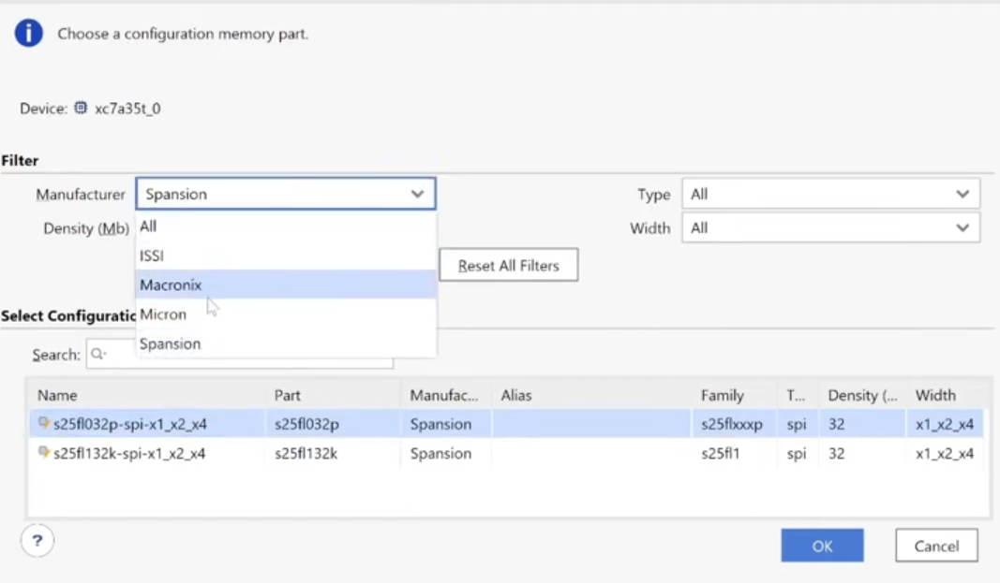 Choose a configuration memory part.
Device: xc7a35t_0
Filter
Manufacturer Spansion Type All
Density (Mb) All Width All
ISSI Reset All Filters
Macronix
Select Configuratio Micron
Spansion
Search:
Name Part Manufac... Alias Family T... Density (... Width
s25fl032p-spi-x1_x2_x4 s25fl032p Spansion s25flxxxp spi 32 x1_x2_x4
s25fl132k-spi-x1_x2_x4 s25fl132k Spansion s25fl1 spi 32 x1_x2_x4
? OK Cancel